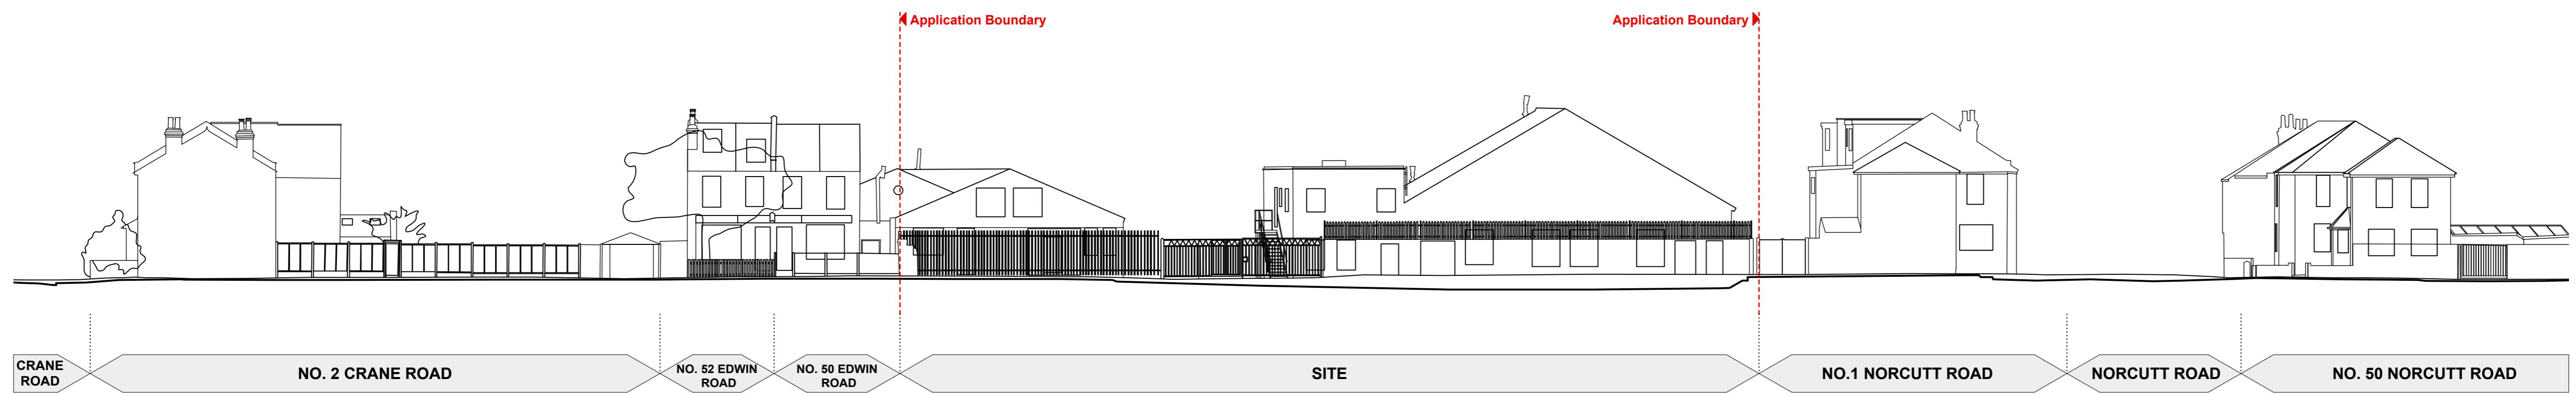 Application Boundary
Application Boundary
CRANE
ROAD
NO. 2 CRANE ROAD
NO. 52 EDWIN
ROAD
NO. 50 EDWIN
ROAD
SITE
NO.1 NORCUTT ROAD
NORCUTT ROAD
NO. 50 NORCUTT ROAD